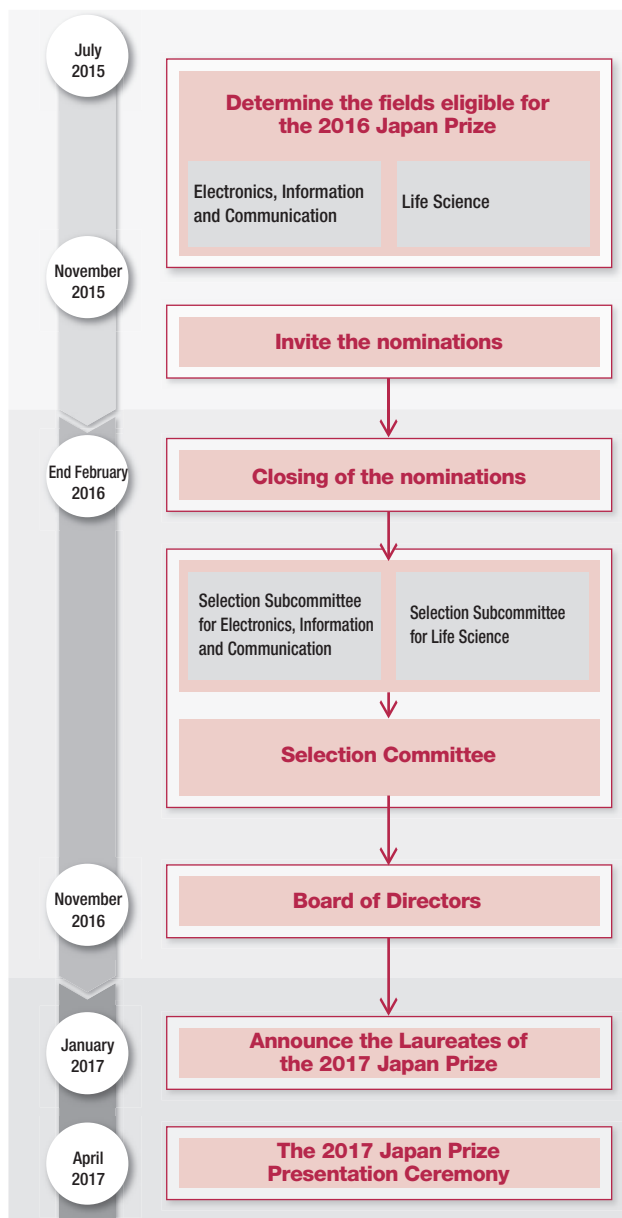 July
2015
Determine the fields eligible for
the 2016 Japan Prize
Electronics, Information
and Communication
Life Science
November
2015
Invite the nominations
End February
2016
Closing of the nominations
Selection Subcommittee
for Electronics, Information
and Communication
Selection Subcommittee
for Life Science
Selection Committee
November
2016
Board of Directors
January
2017
Announce the Laureates of
the 2017 Japan Prize
April
2017
The 2017 Japan Prize
Presentation Ceremony